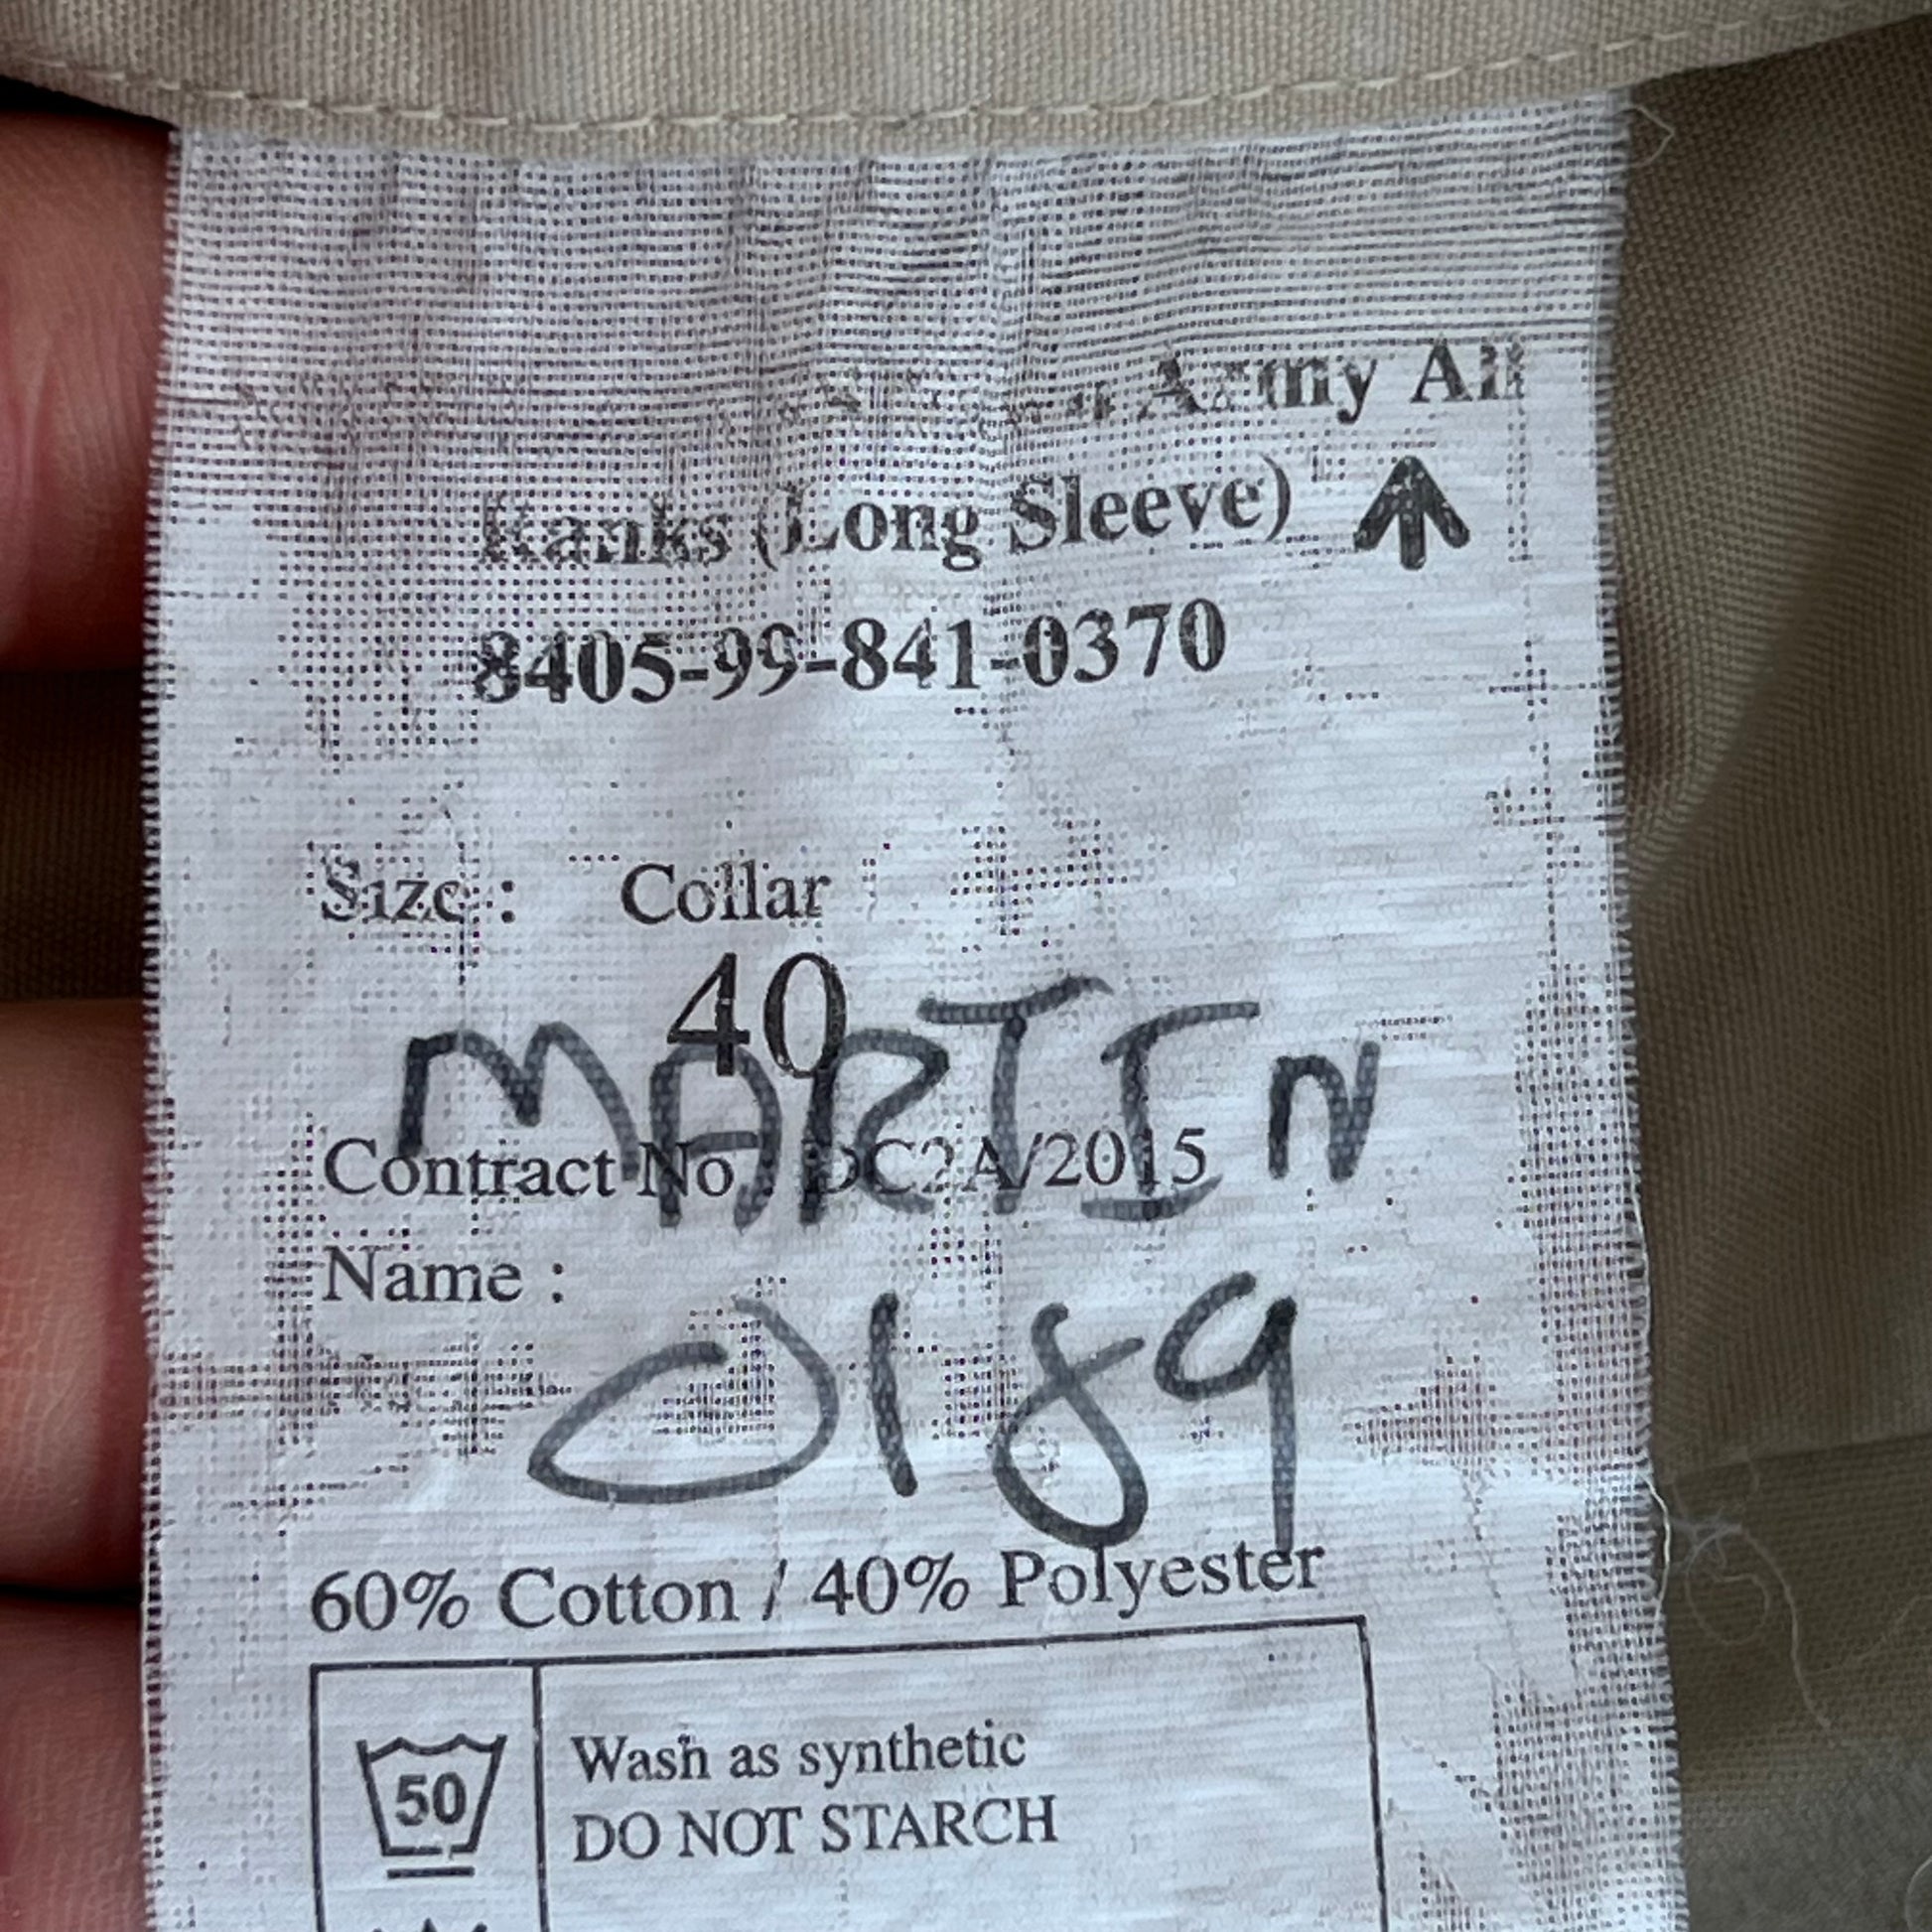 Army All
Ranks (Long Sleeve)
8405-99-841-0370
Size : Collar
40
MARTIN
Contract No : DC2A/2015
Name :
0189
60% Cotton / 40% Polyester
50 Wash as synthetic
DO NOT STARCH